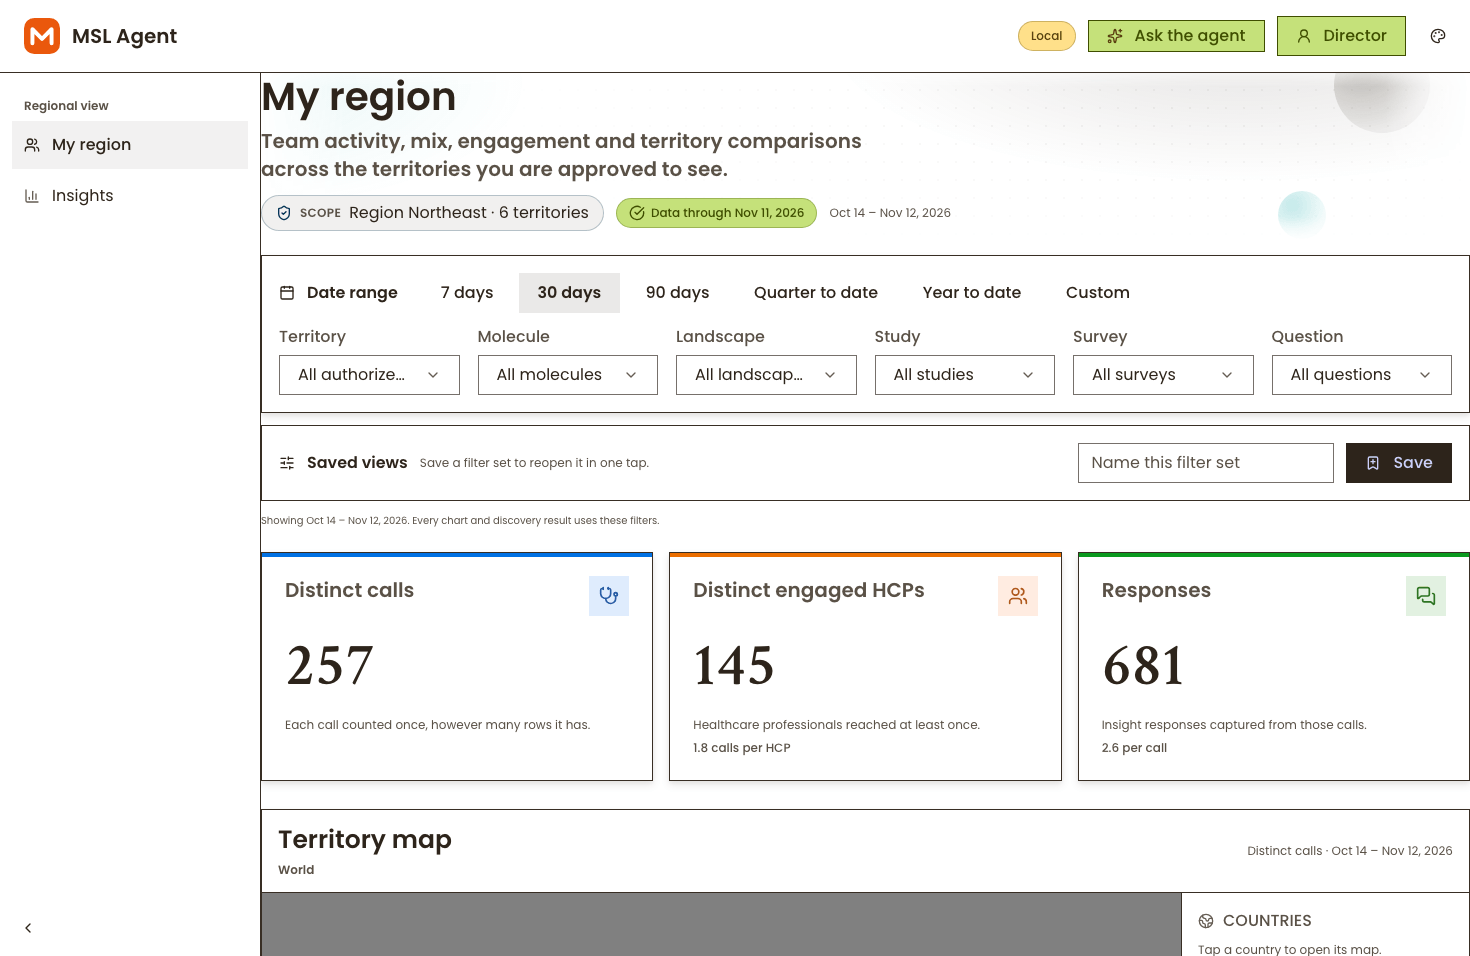 MSL Agent
Local
Ask the agent
Director
Regional view
My region
Insights
My region
Team activity, mix, engagement and territory comparisons
across the territories you are approved to see.
SCOPE Region Northeast · 6 territories
Data through Nov 11, 2026
Oct 14 – Nov 12, 2026
Date range
7 days
30 days
90 days
Quarter to date
Year to date
Custom
Territory
Molecule
Landscape
Study
Survey
Question
All authorize...
All molecules
All landscap...
All studies
All surveys
All questions
Saved views
Save a filter set to reopen it in one tap.
Name this filter set
Save
Showing Oct 14 – Nov 12, 2026. Every chart and discovery result uses these filters.
Distinct calls
257
Each call counted once, however many rows it has.
Distinct engaged HCPs
145
Healthcare professionals reached at least once.
1.8 calls per HCP
Responses
681
Insight responses captured from those calls.
2.6 per call
Territory map
World
Distinct calls · Oct 14 – Nov 12, 2026
COUNTRIES
Tap a country to open its map.